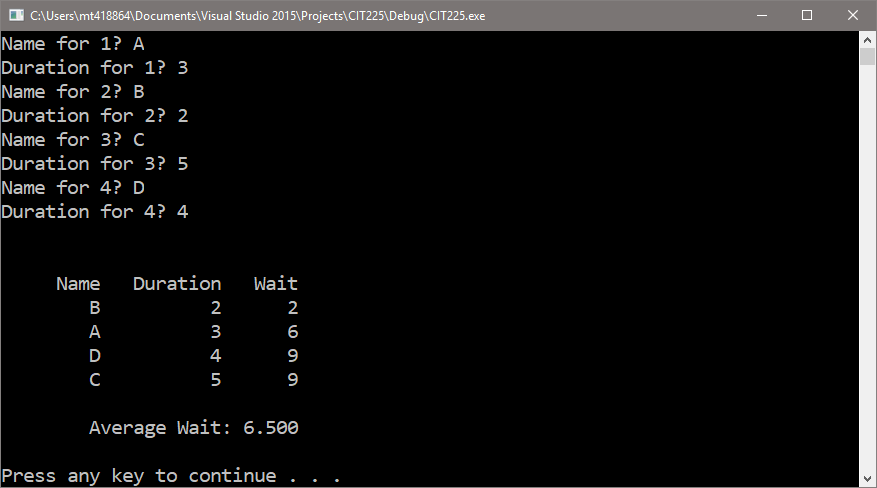 C:\Users\mt418864\Documents\Visual Studio 2015\Projects\CIT225\Debug\CIT225.exe
Name for 1? A
Duration for 1? 3
Name for 2? B
Duration for 2? 2
Name for 3? C
Duration for 3? 5
Name for 4? D
Duration for 4? 4
Name Duration Wait
B 2 2
A 3 6
D 4 9
C 5 9
Average Wait: 6.500
Press any key to continue . . .